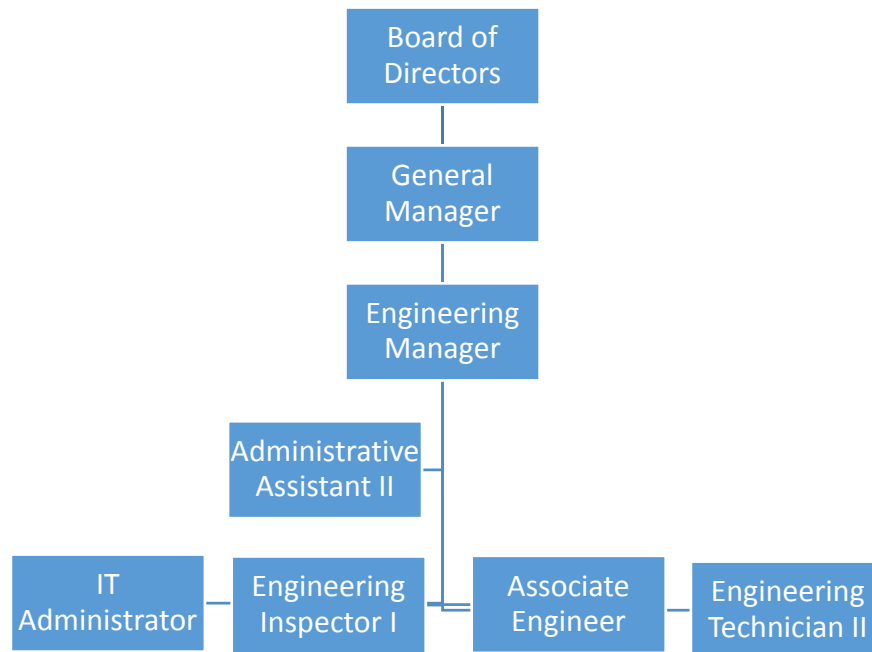 Board of
Directors
General
Manager
Engineering
Manager
Administrative
Assistant II
IT
Administrator
Engineering
Inspector I
Associate
Engineer
Engineering
Technician II